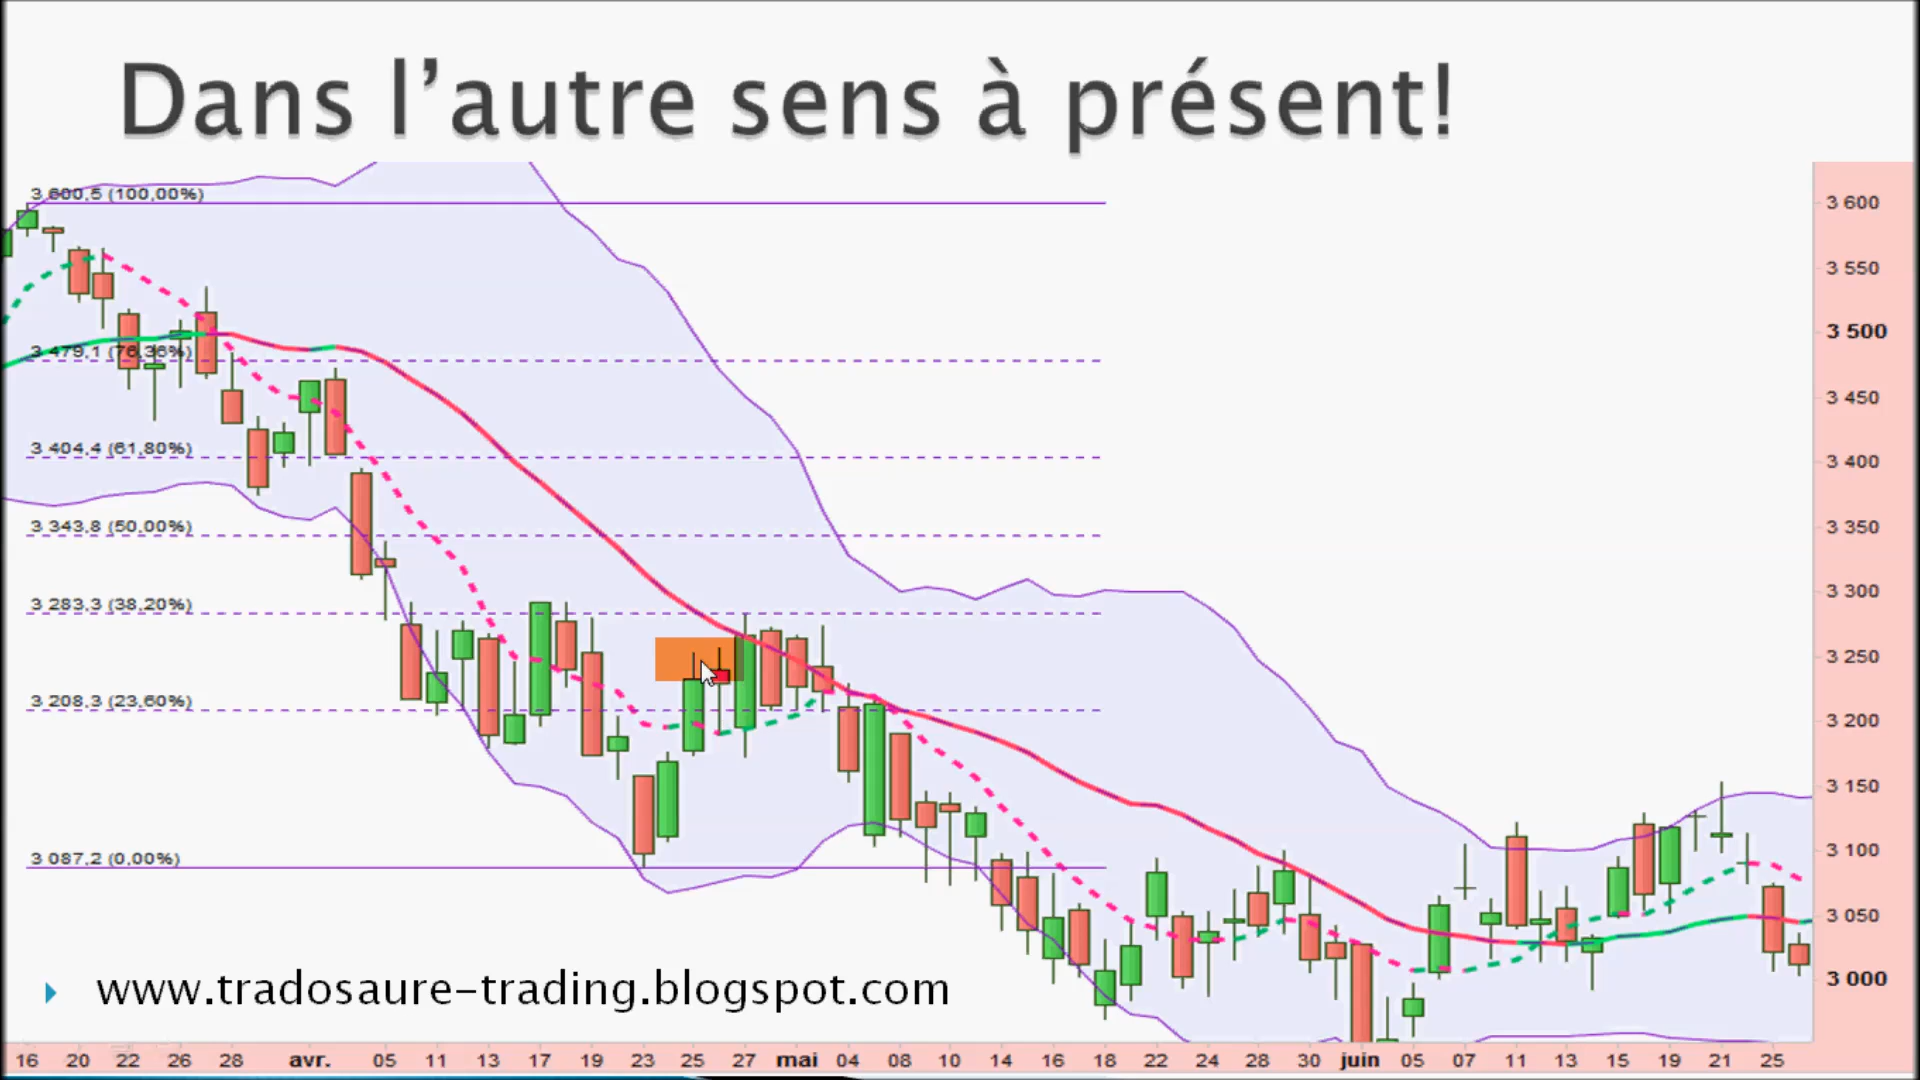 Dans l'autre sens à présent!
3 600,5 (100,00%)
3 479,1 (76,36%)
3 404,4 (61,80%)
3 343,8 (50,00%)
3 283,3 (38,20%)
3 208,3 (23,60%)
3 087,2 (0,00%)
3 600
3 550
3 500
3 450
3 400
3 350
3 300
3 250
3 200
3 150
3 100
3 050
3 000
www.tradosaure-trading.blogspot.com
16 20 22 26 28 avr. 05 11 13 17 19 23 25 27 mai 04 08 10 14 16 18 22 24 28 30 juin 05 07 11 13 15 19 21 25